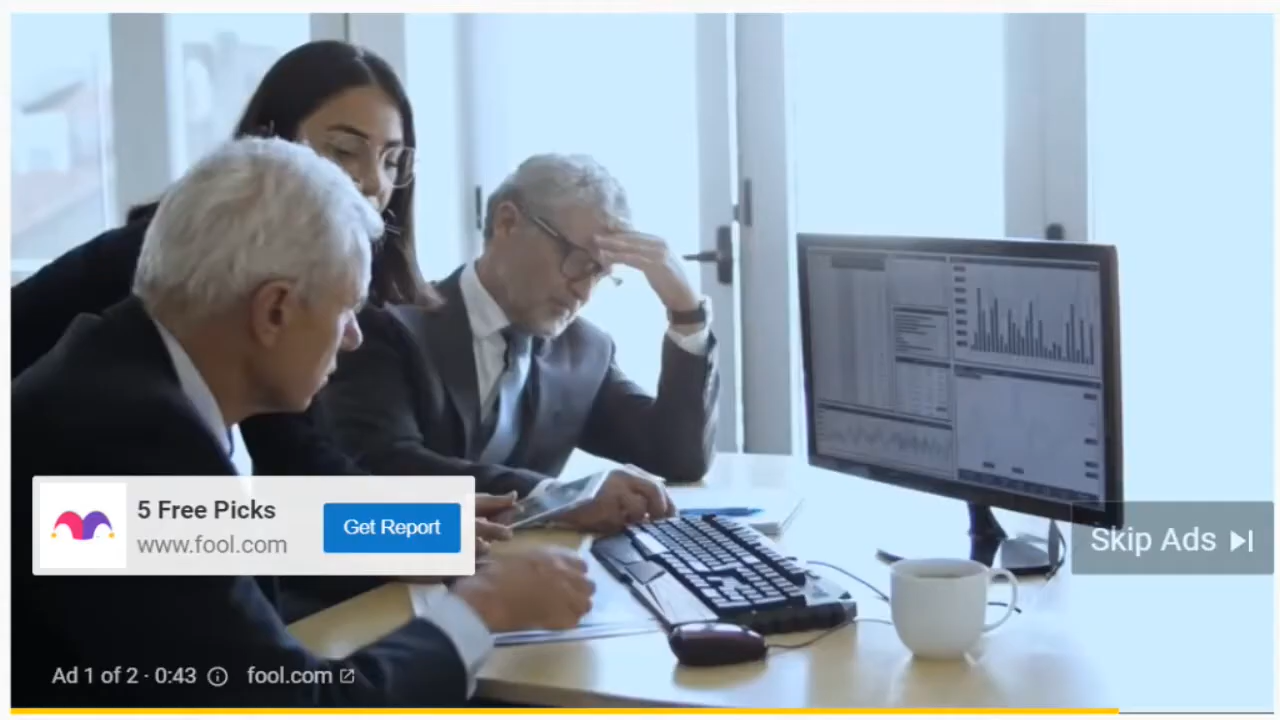 5 Free Picks
www.fool.com
Get Report
Skip Ads
Ad 1 of 2 · 0:43
fool.com